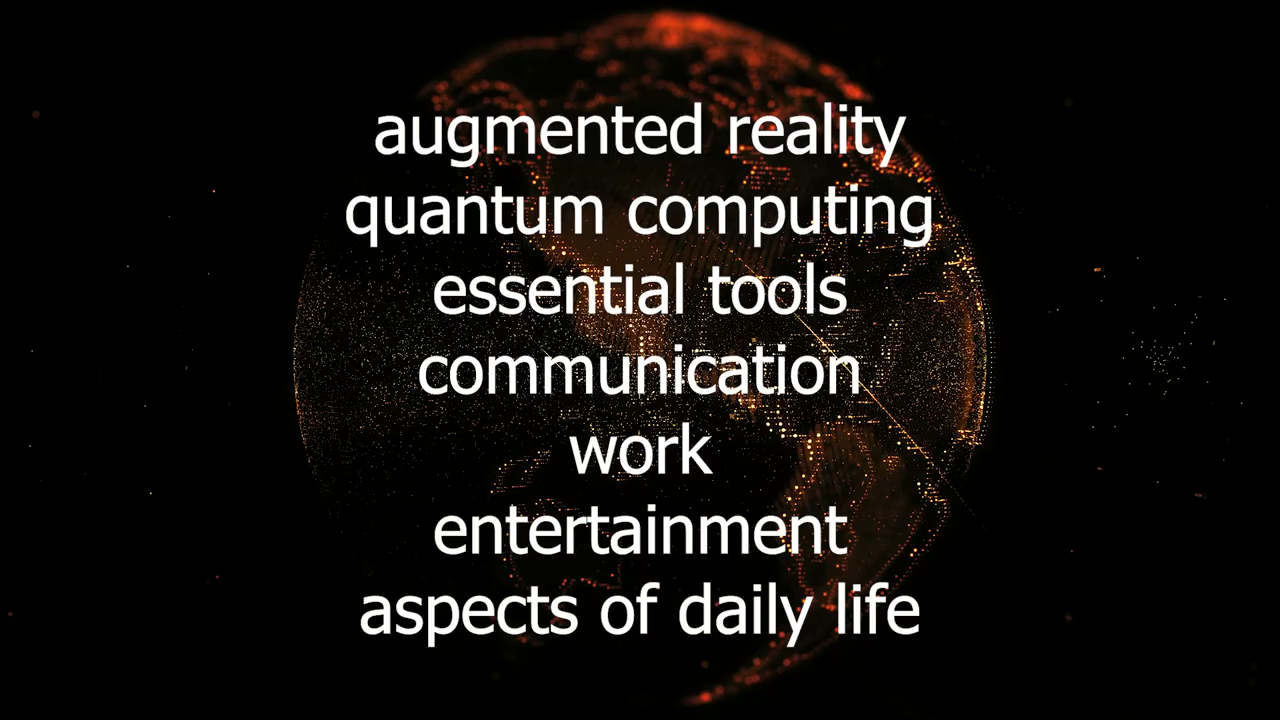 augmented reality
quantum computing
essential tools
communication
work
entertainment
aspects of daily life